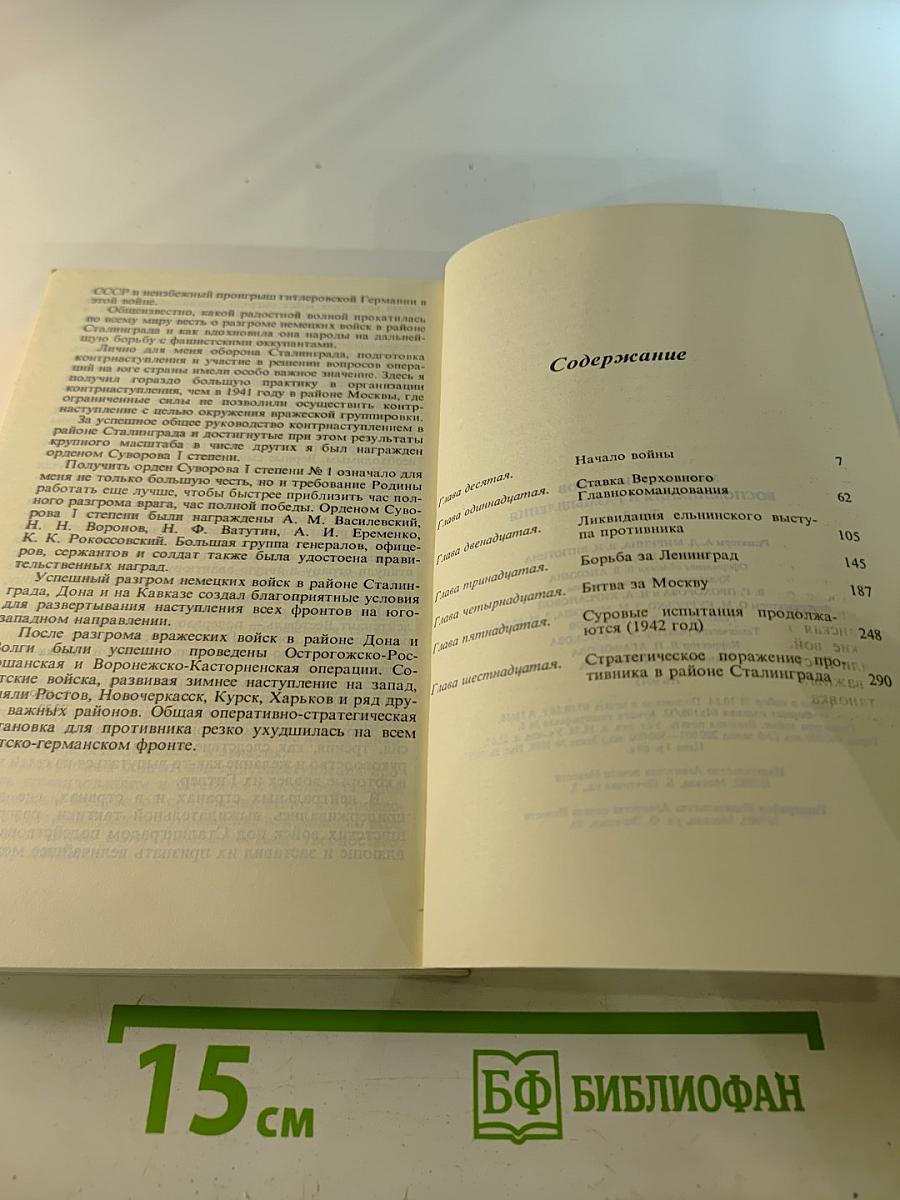 СССР и неизбежный проигрыш гитлеровской Германии в
этой войне.
Общеизвестно, какой радостной волной прокатилась
по всему миру весть о разгроме немецких войск в районе
Сталинграда и как вдохновила она народы на дальней-
шую борьбу с фашистскими оккупантами.
Лично для меня оборона Сталинграда, подготовка
контрнаступления и участие в решении вопросов опера-
ций на юге страны имели особо важное значение. Здесь я
получил гораздо большую практику в организации
контрнаступления, чем в 1941 году в районе Москвы, где
ограниченные силы не позволили осуществить контр-
наступление с целью окружения вражеской группировки.
За успешное общее руководство контрнаступлением в
районе Сталинграда и достигнутые при этом результаты
крупного масштаба в числе других я был награжден
орденом Суворова I степени.
Получить орден Суворова I степени № 1 означало для
меня не только большую честь, но и требование Родины
работать еще лучше, чтобы быстрее приблизить час пол-
ного разгрома врага, час полной победы. Орденом Суво-
рова I степени были награждены А. М. Василевский,
Н. Н. Воронов, Н. Ф. Ватутин, А. И. Еременко,
К. К. Рокоссовский. Большая группа генералов, офице-
ров, сержантов и солдат также была удостоена прави-
тельственных наград.
Успешный разгром немецких войск в районе Сталин-
града, Дона и на Кавказе создал благоприятные условия
для развертывания наступления всех фронтов на юго-
западном направлении.
После разгрома вражеских войск в районе Дона и
Волги были успешно проведены Острогожско-Рос-
ошанская и Воронежско-Касторненская операции. Со-
тские войска, развивая зимнее наступление на запад,
няли Ростов, Новочеркасск, Курск, Харьков и ряд дру-
важных районов. Общая оперативно-стратегическая
тановка для противника резко ухудшилась на всем
тско-германском фронте.
Содержание
Глава десятая. Начало войны 7
Глава одиннадцатая. Ставка Верховного
Главнокомандования 62
Глава двенадцатая. Ликвидация ельнинского высту-
па противника 105
Глава тринадцатая. Борьба за Ленинград 145
Глава четырнадцатая. Битва за Москву 187
Глава пятнадцатая. Суровые испытания продолжа-
ются (1942 год) 248
Глава шестнадцатая. Стратегическое поражение про-
тивника в районе Сталинграда 290
15 см
БФ БИБЛИОФАН